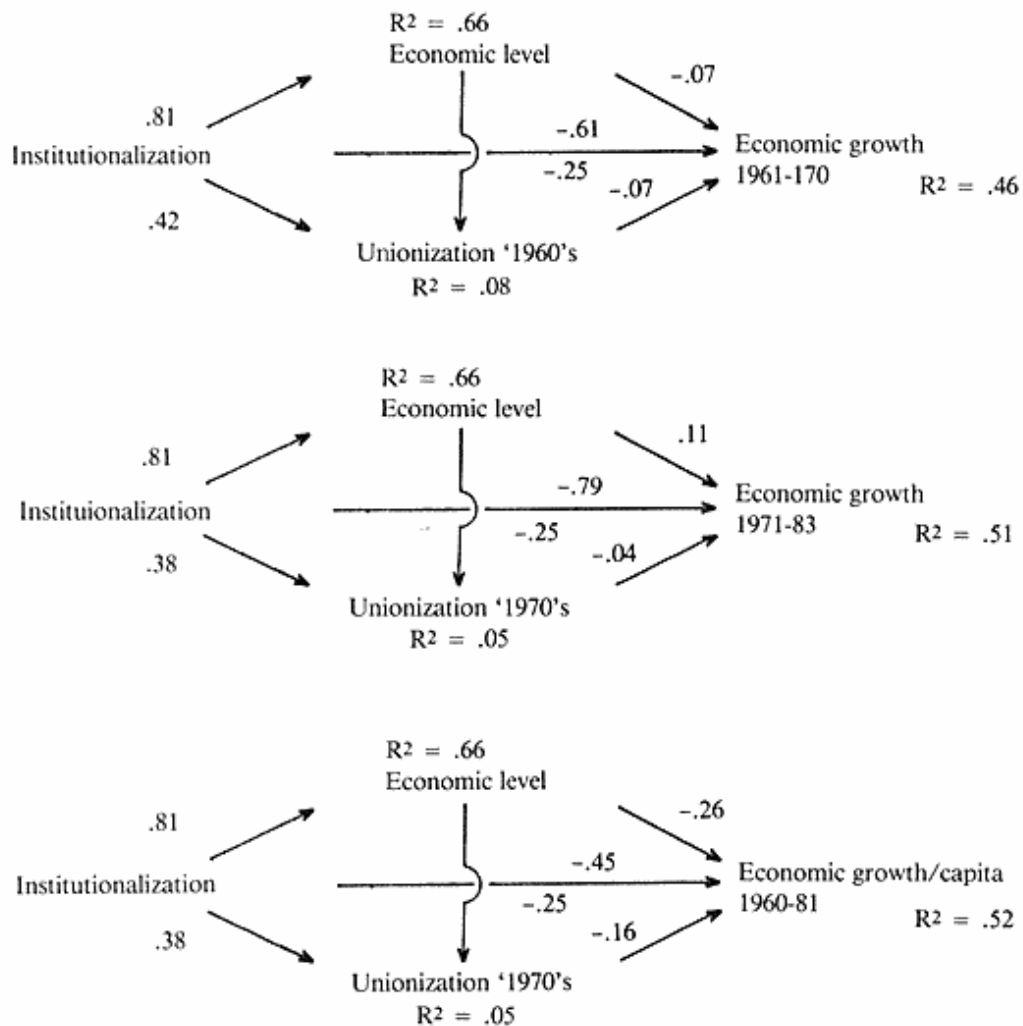 R² = .66
Economic level
-.07
.81
-.61
Institutionalization
Economic growth
1961-170
R² = .46
-.25
-.07
.42
Unionization ‘1960's
R² = .08
R² = .66
Economic level
.11
.81
-.79
Instituionalization
Economic growth
1971-83
R² = .51
-.25
-.04
.38
Unionization ‘1970's
R² = .05
R² = .66
Economic level
-.26
.81
-.45
Institutionalization
Economic growth/capita
1960-81
R² = .52
-.25
-.16
.38
Unionization ‘1970's
R² = .05